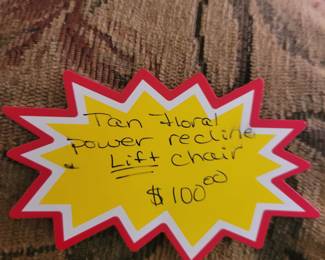 Tan Floral
power recline
Lift chair
$100.00